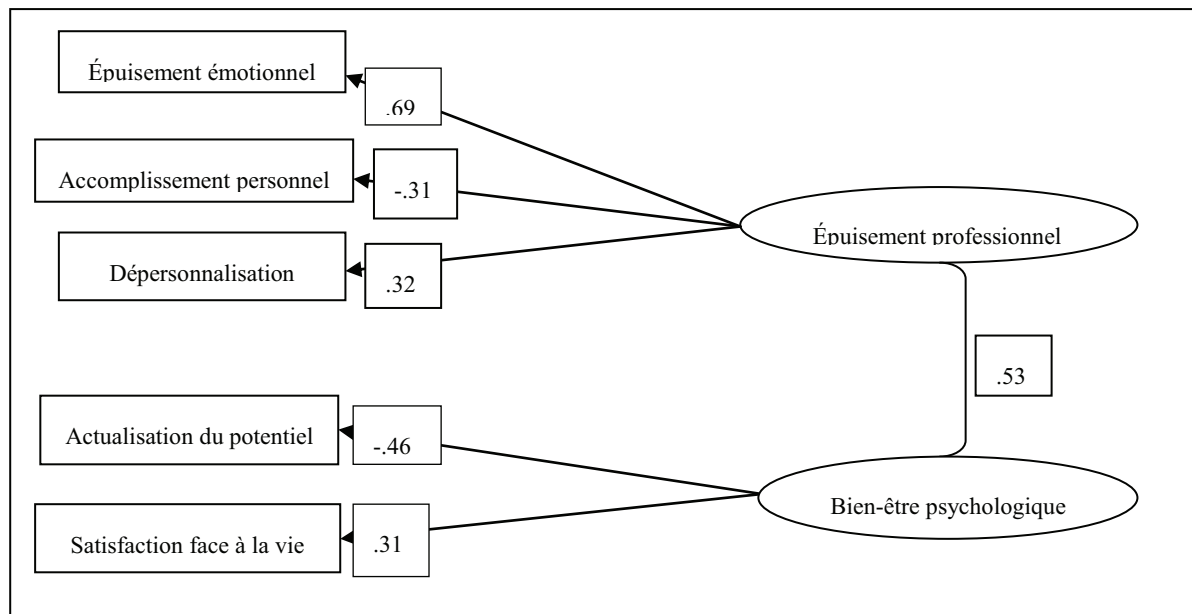 Épuisement émotionnel
.69
Accomplissement personnel
-.31
Dépersonnalisation
.32
Épuisement professionnel
.53
Actualisation du potentiel
-.46
Satisfaction face à la vie
.31
Bien-être psychologique